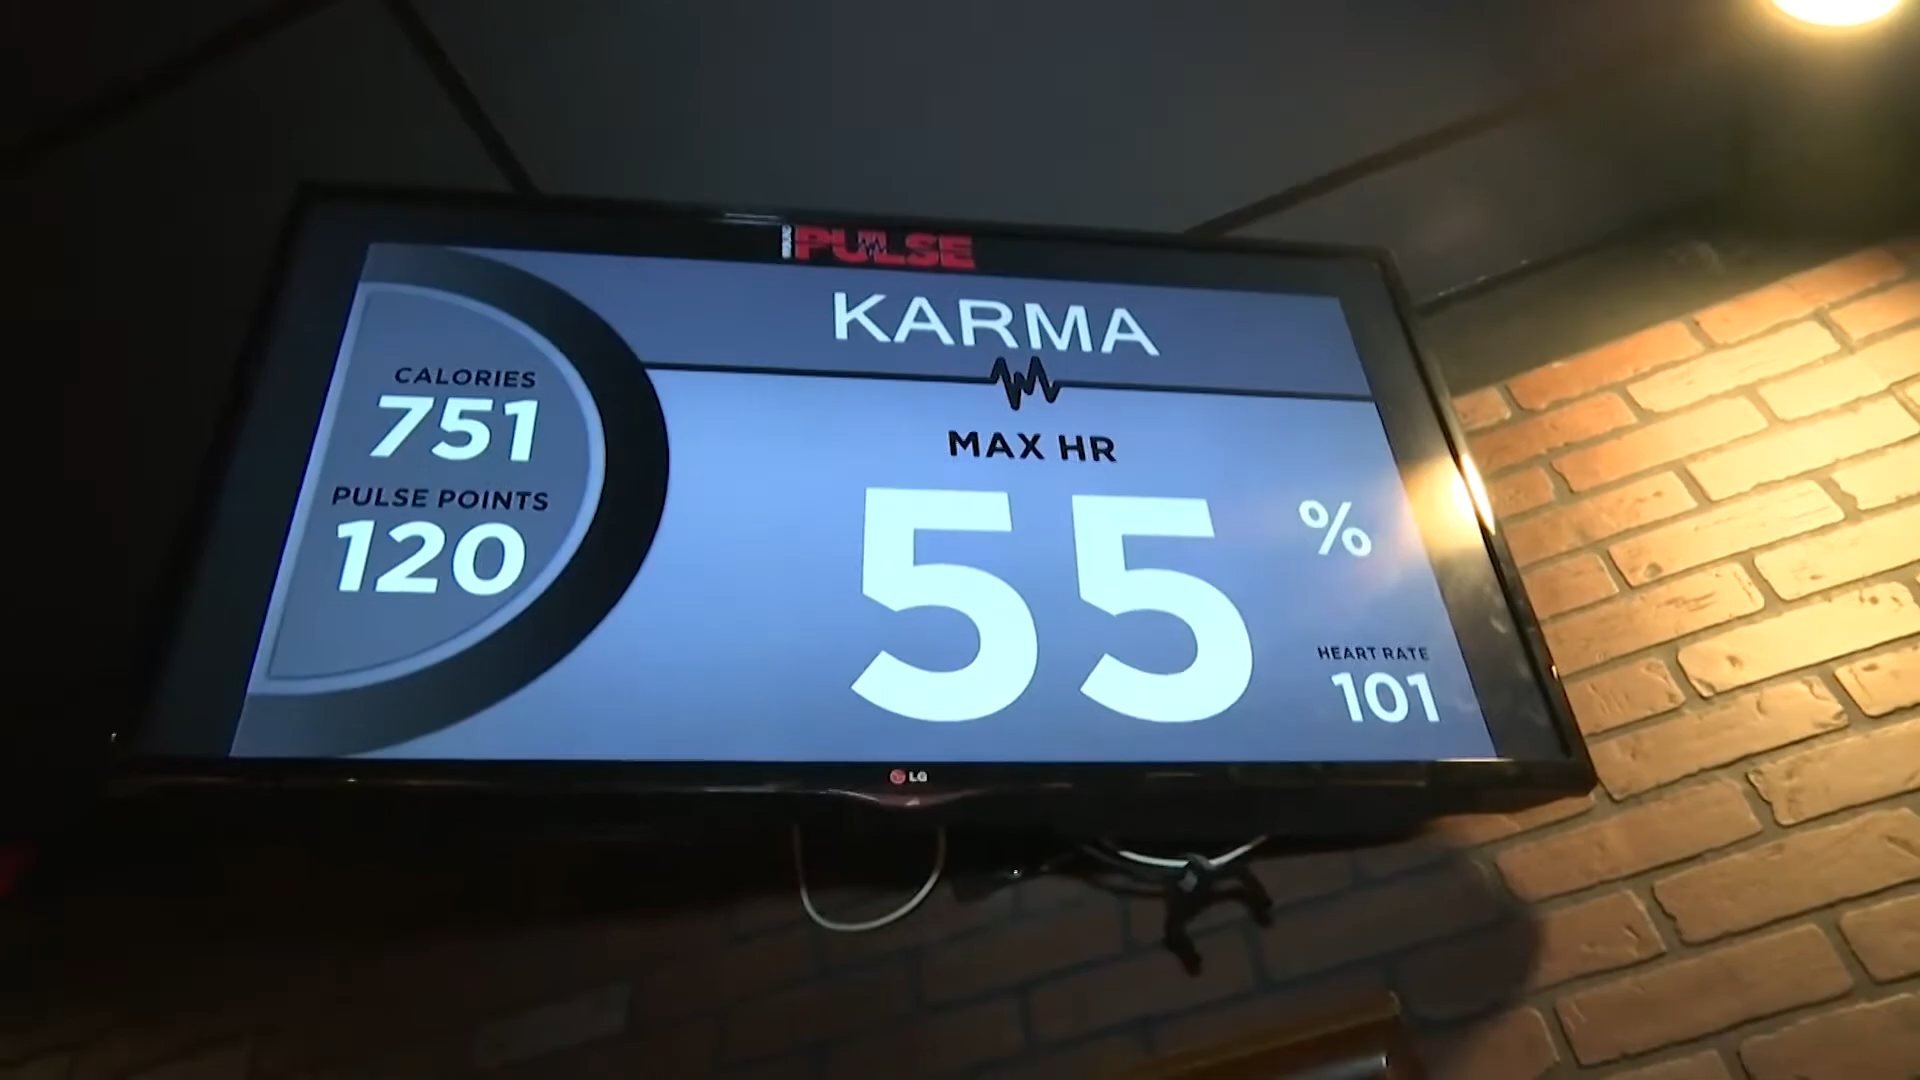 PULSE
KARMA
CALORIES
751
PULSE POINTS
120
MAX HR
55 %
HEART RATE
101
LG